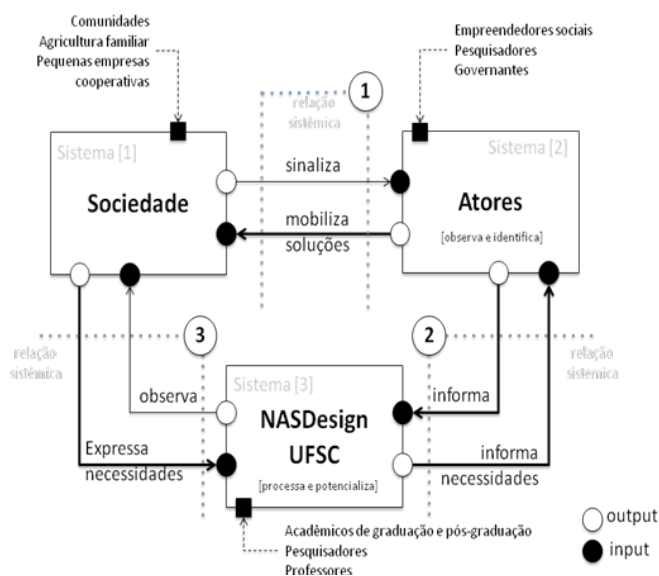 Comunidades
Agricultura familiar
Pequenas empresas
cooperativas
Empreendedores sociais
Pesquisadores
Governantes
1
relação
sistêmica
Sistema [1]
Sociedade
sinaliza
mobiliza
soluções
Sistema [2]
Atores
[observa e identifica]
3
2
relação
sistêmica
relação
sistemica
observa
Expressa
necessidades
Sistema [3]
NASDesign
UFSC
[processa e potencializa]
informa
informa
necessidades
Acadêmicos de graduação e pós-graduação
Pesquisadores
Professores
output
input